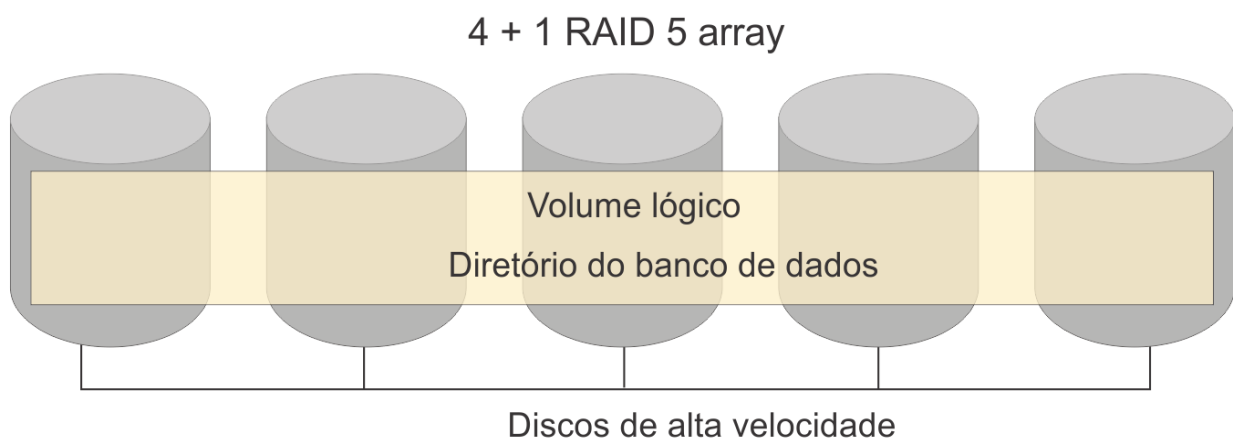 4 + 1 RAID 5 array
Volume lógico
Diretório do banco de dados
Discos de alta velocidade